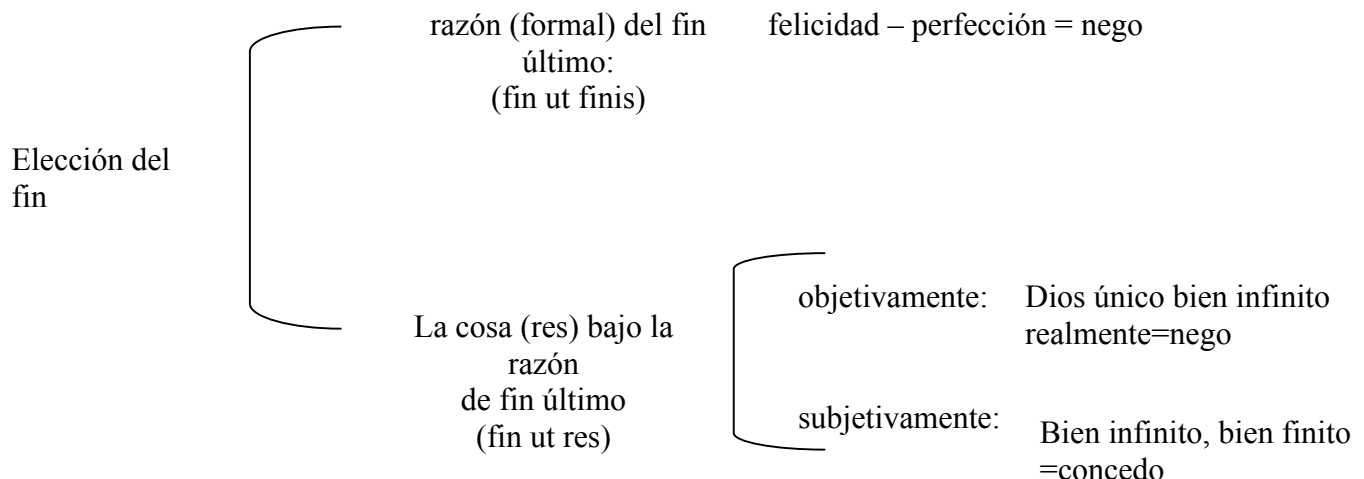 razón (formal) del fin
último:
(fin ut finis)
felicidad – perfección = nego
Elección del
fin
La cosa (res) bajo la
razón
de fin último
(fin ut res)
objetivamente:
Dios único bien infinito
realmente=nego
subjetivamente:
Bien infinito, bien finito
=concedo